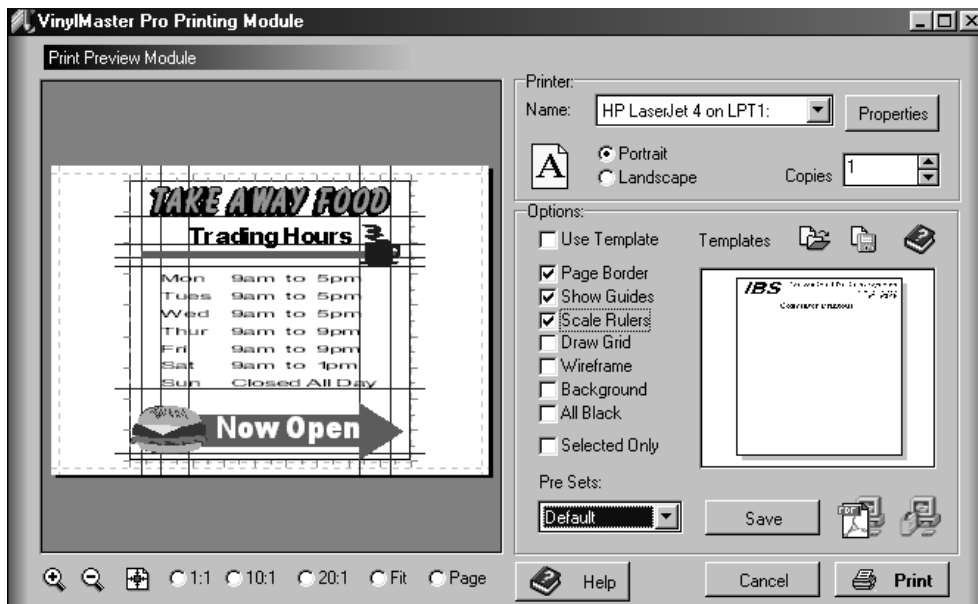 VinylMaster Pro Printing Module
Print Preview Module
TAKE A WAY FOOD
Trading Hours
Mon 9am to 5pm
Tues 9am to 5pm
Wed 9am to 5pm
Thur 9am to 9pm
Fri 9am to 9pm
Sat 9am to 1pm
Sun Closed All Day
Now Open
1:1
10:1
20:1
Fit
Page
Printer:
Name: HP LaserJet 4 on LPT1: Properties
A
Portrait
Landscape
Copies 1
Options:
Use Template
Templates
Page Border
Show Guides
Scale Rulers
Draw Grid
Wireframe
Background
All Black
Selected Only
IBS
Pre Sets:
Default
Save
PDF
Help
Cancel
Print